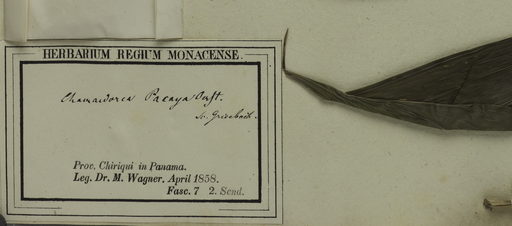 HERBARIUM REGIUM MONACENSE.
Chamaedorea Pacaya Oerst.
Griesebach.
Prov. Chiriqui in Panama.
Leg. Dr. M. Wagner, April 1858.
Fasc. 7 2. Send.